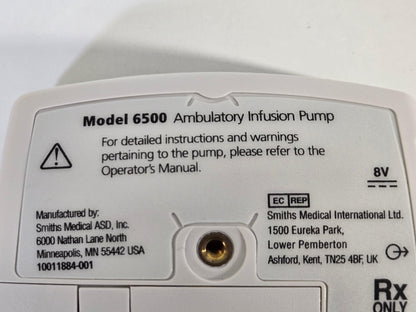 Model 6500 Ambulatory Infusion Pump
For detailed instructions and warnings
pertaining to the pump, please refer to the
Operator's Manual.
8V
Manufactured by:
Smiths Medical ASD, Inc.
6000 Nathan Lane North
Minneapolis, MN 55442 USA
10011884-001
EC REP
Smiths Medical International Ltd.
1500 Eureka Park,
Lower Pemberton
Ashford, Kent, TN25 4BF, UK
Rx
ONLY